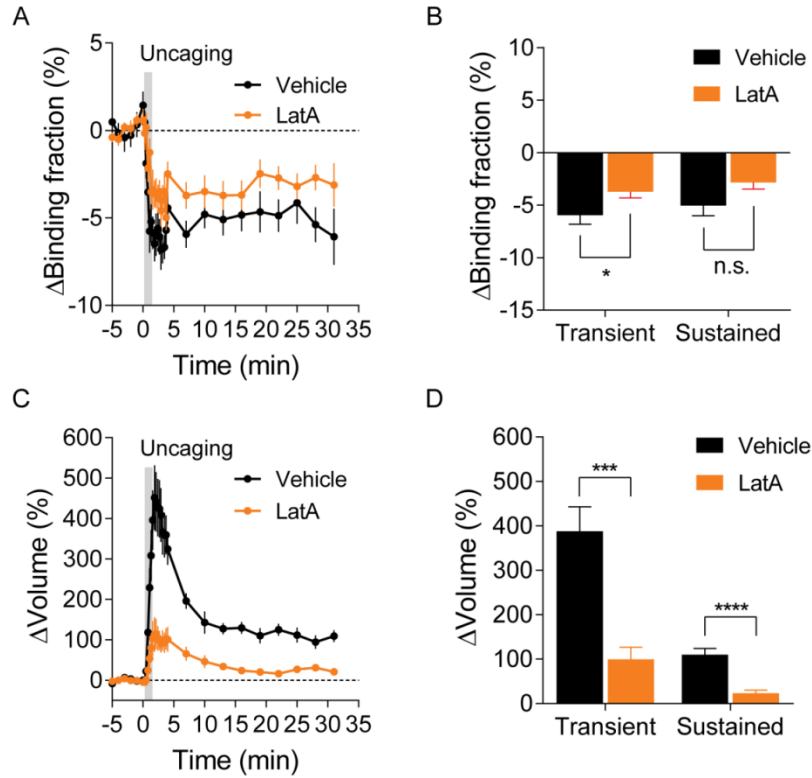 A
Uncaging
Vehicle
LatA
ΔBinding fraction (%)
5
0
-5
-10
-5 0 5 10 15 20 25 30 35
Time (min)
B
Vehicle
LatA
ΔBinding fraction (%)
10
5
0
-5
-10
-15
*
n.s.
Transient Sustained
C
Uncaging
Vehicle
LatA
ΔVolume (%)
600
500
400
300
200
100
0
-5 0 5 10 15 20 25 30 35
Time (min)
D
Vehicle
LatA
ΔVolume (%)
600
500
400
300
200
100
0
***
****
Transient Sustained